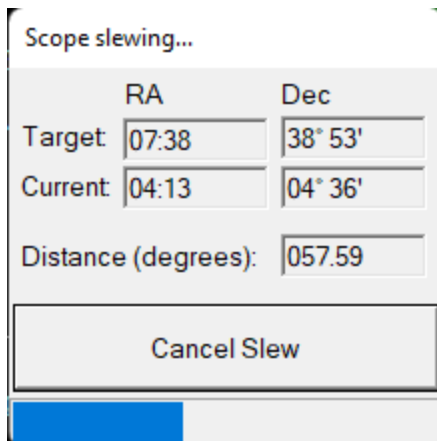 Scope slewing...
RA Dec
Target: 07:38 38° 53'
Current: 04:13 04° 36'
Distance (degrees): 057.59
Cancel Slew